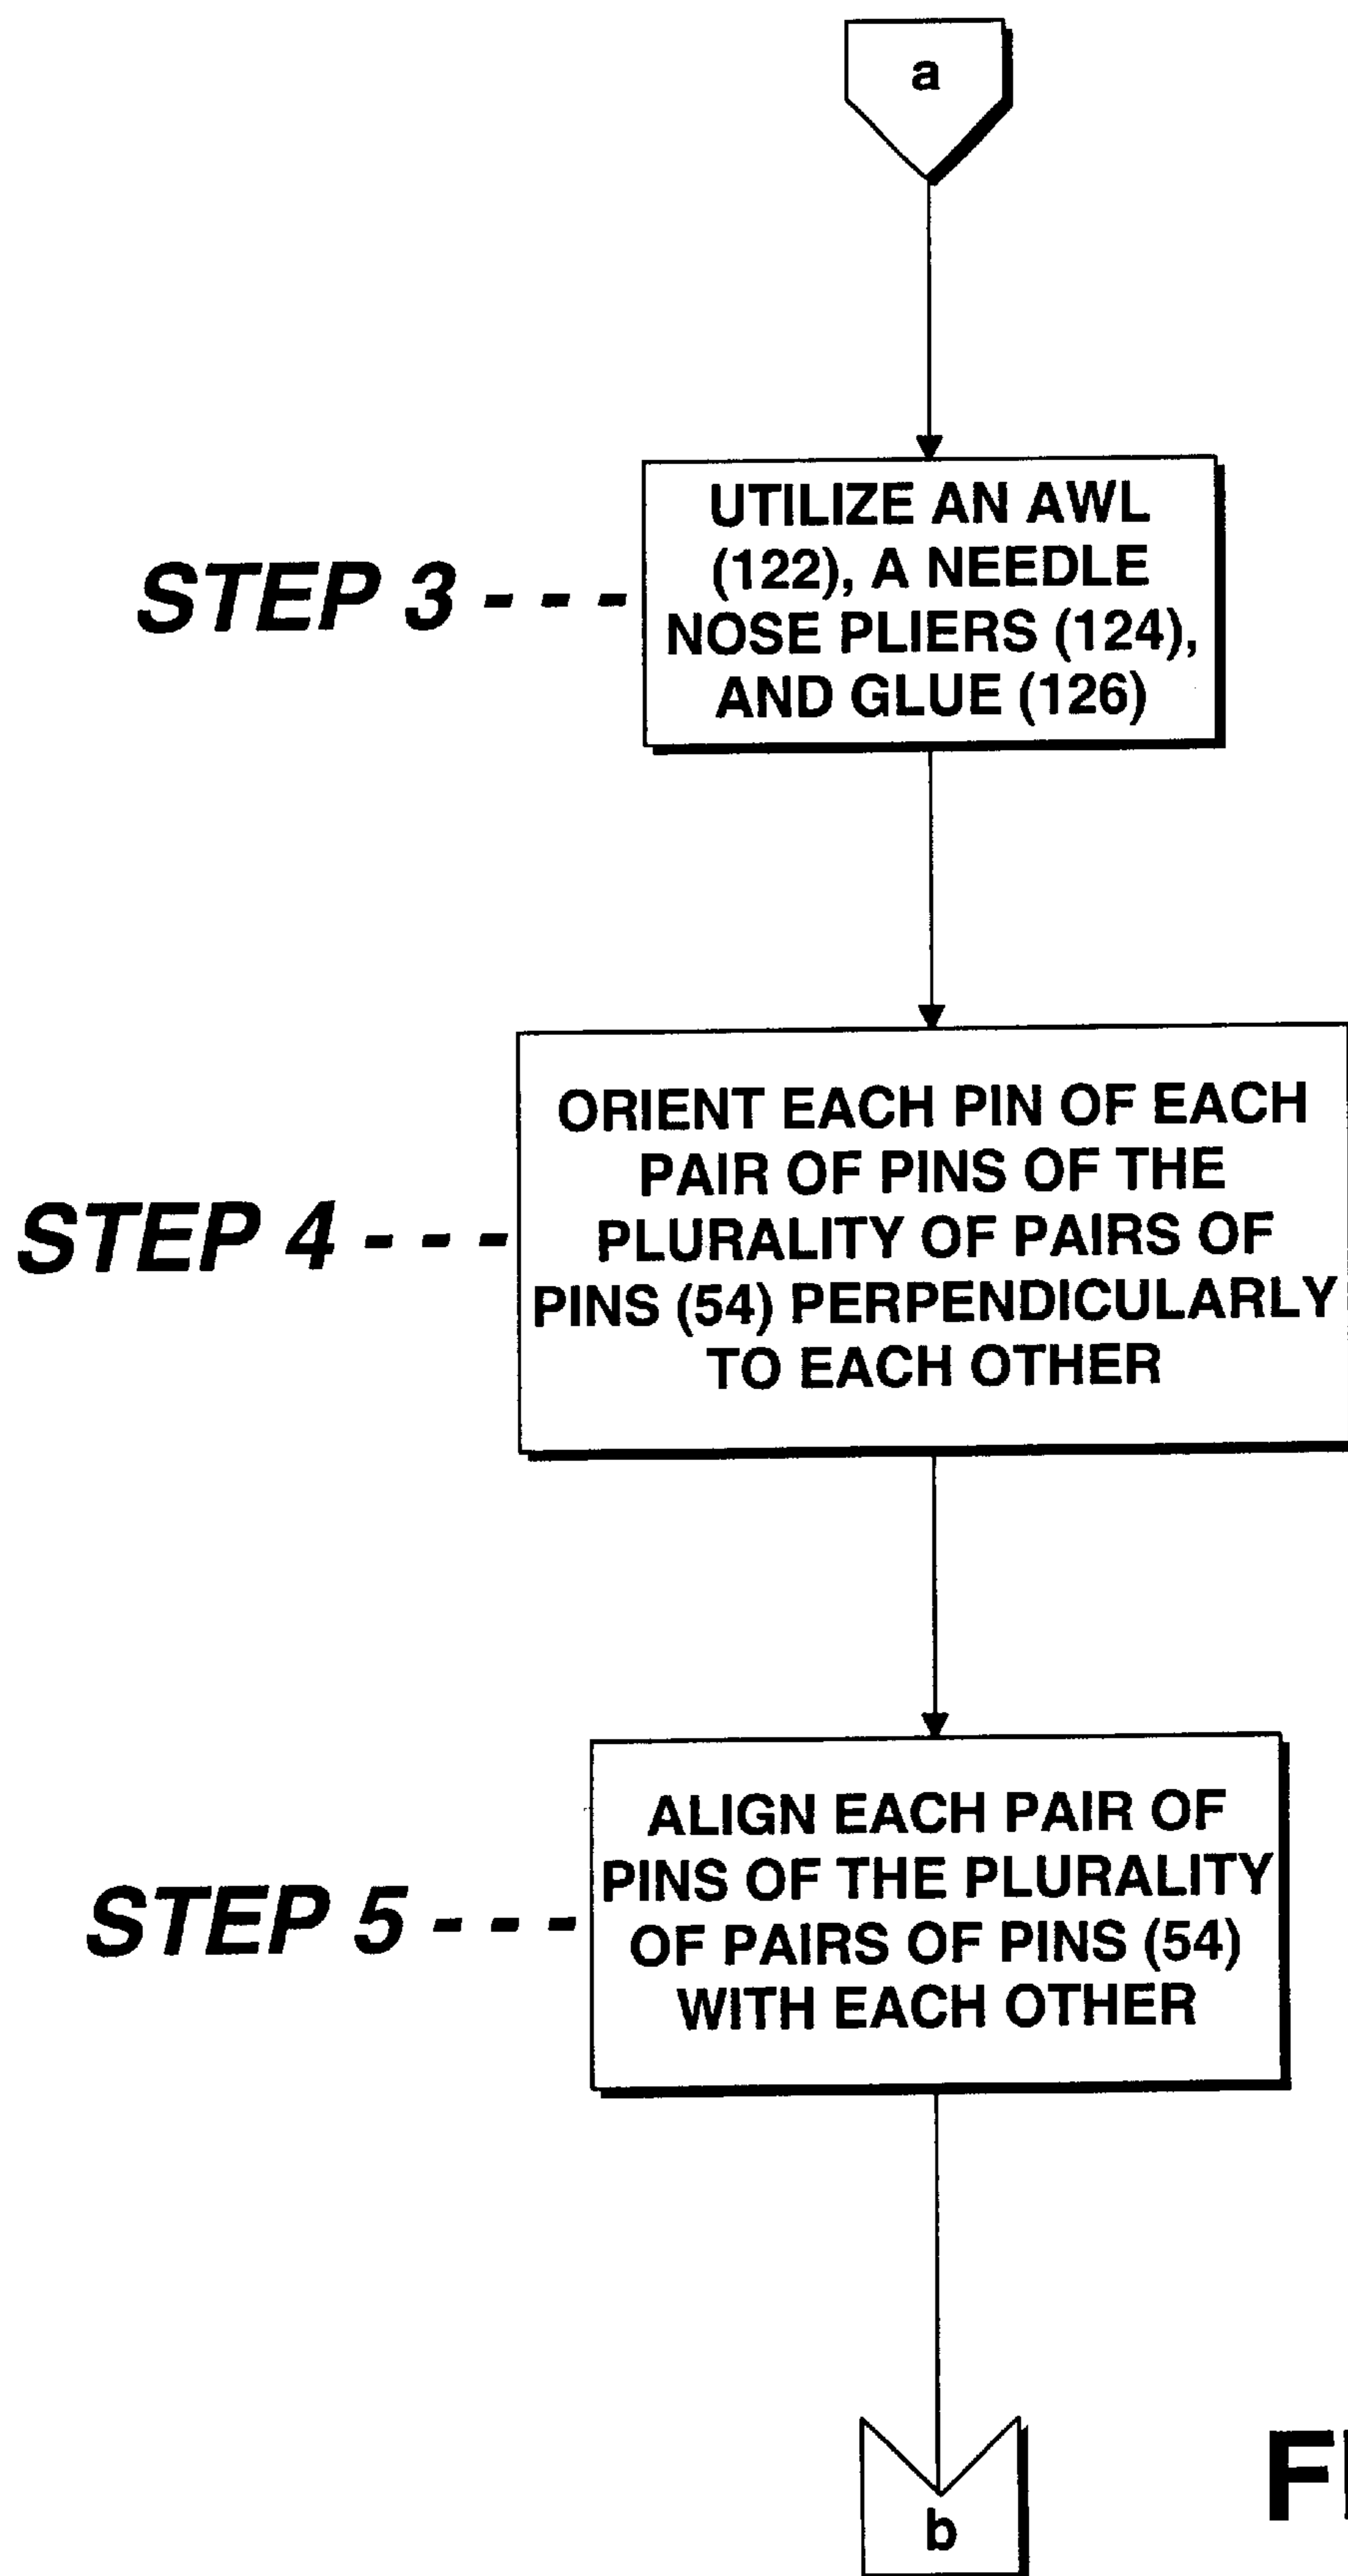 a
STEP 3 - - -
UTILIZE AN AWL
(122), A NEEDLE
NOSE PLIERS (124),
AND GLUE (126)
STEP 4 - - -
ORIENT EACH PIN OF EACH
PAIR OF PINS OF THE
PLURALITY OF PAIRS OF
PINS (54) PERPENDICULARLY
TO EACH OTHER
STEP 5 - - -
ALIGN EACH PAIR OF
PINS OF THE PLURALITY
OF PAIRS OF PINS (54)
WITH EACH OTHER
b